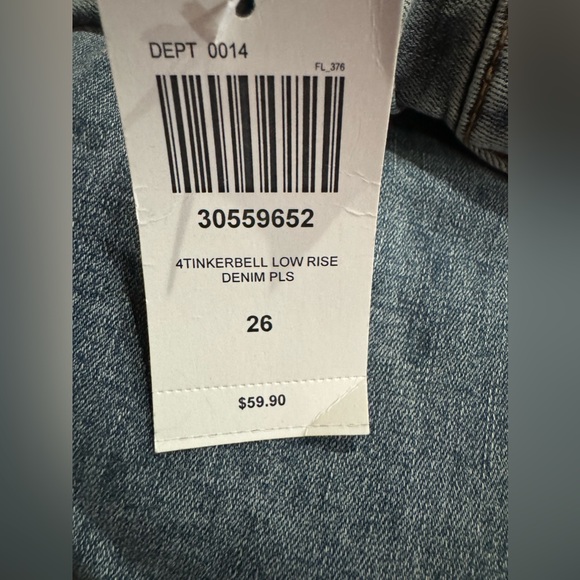 DEPT 0014
FL_376
30559652
4TINKERBELL LOW RISE
DENIM PLS
26
$59.90